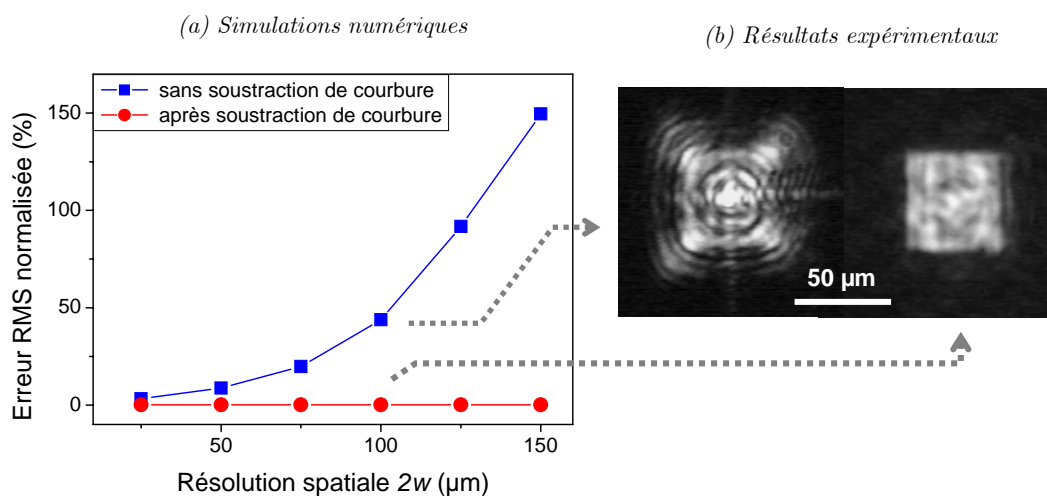 (a) Simulations numériques
(b) Résultats expérimentaux
sans soustraction de courbure
après soustraction de courbure
Erreur RMS normalisée (%)
150
100
50
0
50
100
150
Résolution spatiale 2w (µm)
50 µm